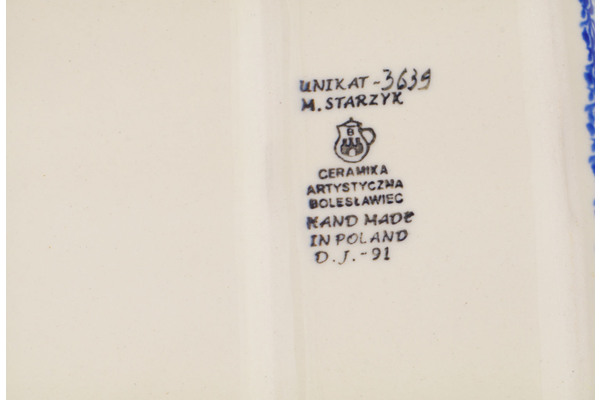 UNIKAT-3639
M. STARZYK
B
CERAMIKA
ARTYSTYCZNA
BOLESŁAWIEC
HAND MADE
IN POLAND
D.J.-91